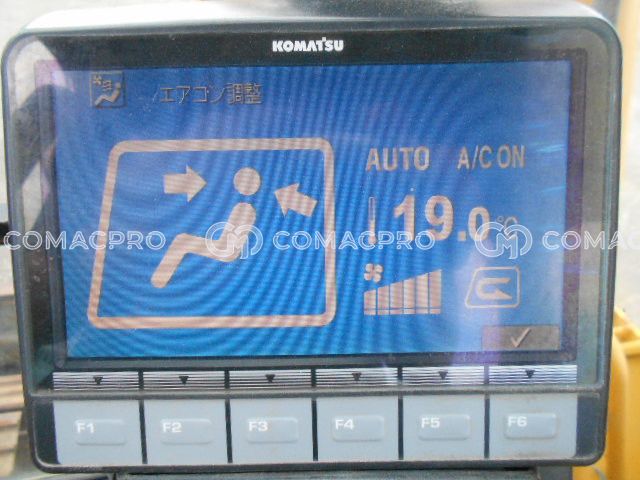 KOMATSU
/エアコン調整
AUTO A/C ON
19.0 °C
COMACPRO COMACPRO COMACPRO
F1 F2 F3 F4 F5 F6